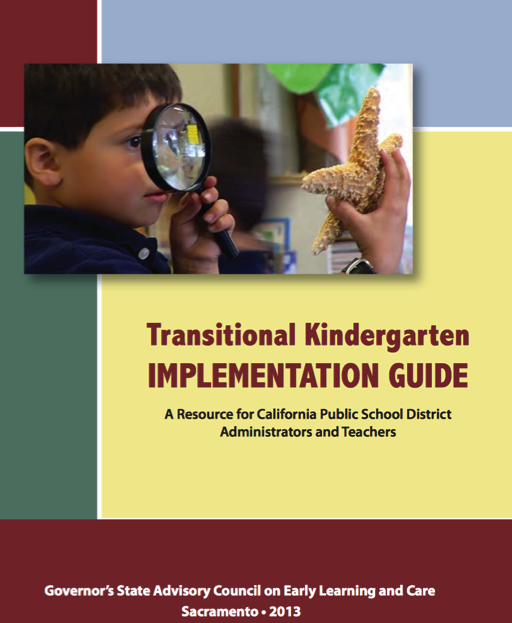 Transitional Kindergarten
IMPLEMENTATION GUIDE
A Resource for California Public School District
Administrators and Teachers
Governor's State Advisory Council on Early Learning and Care
Sacramento • 2013